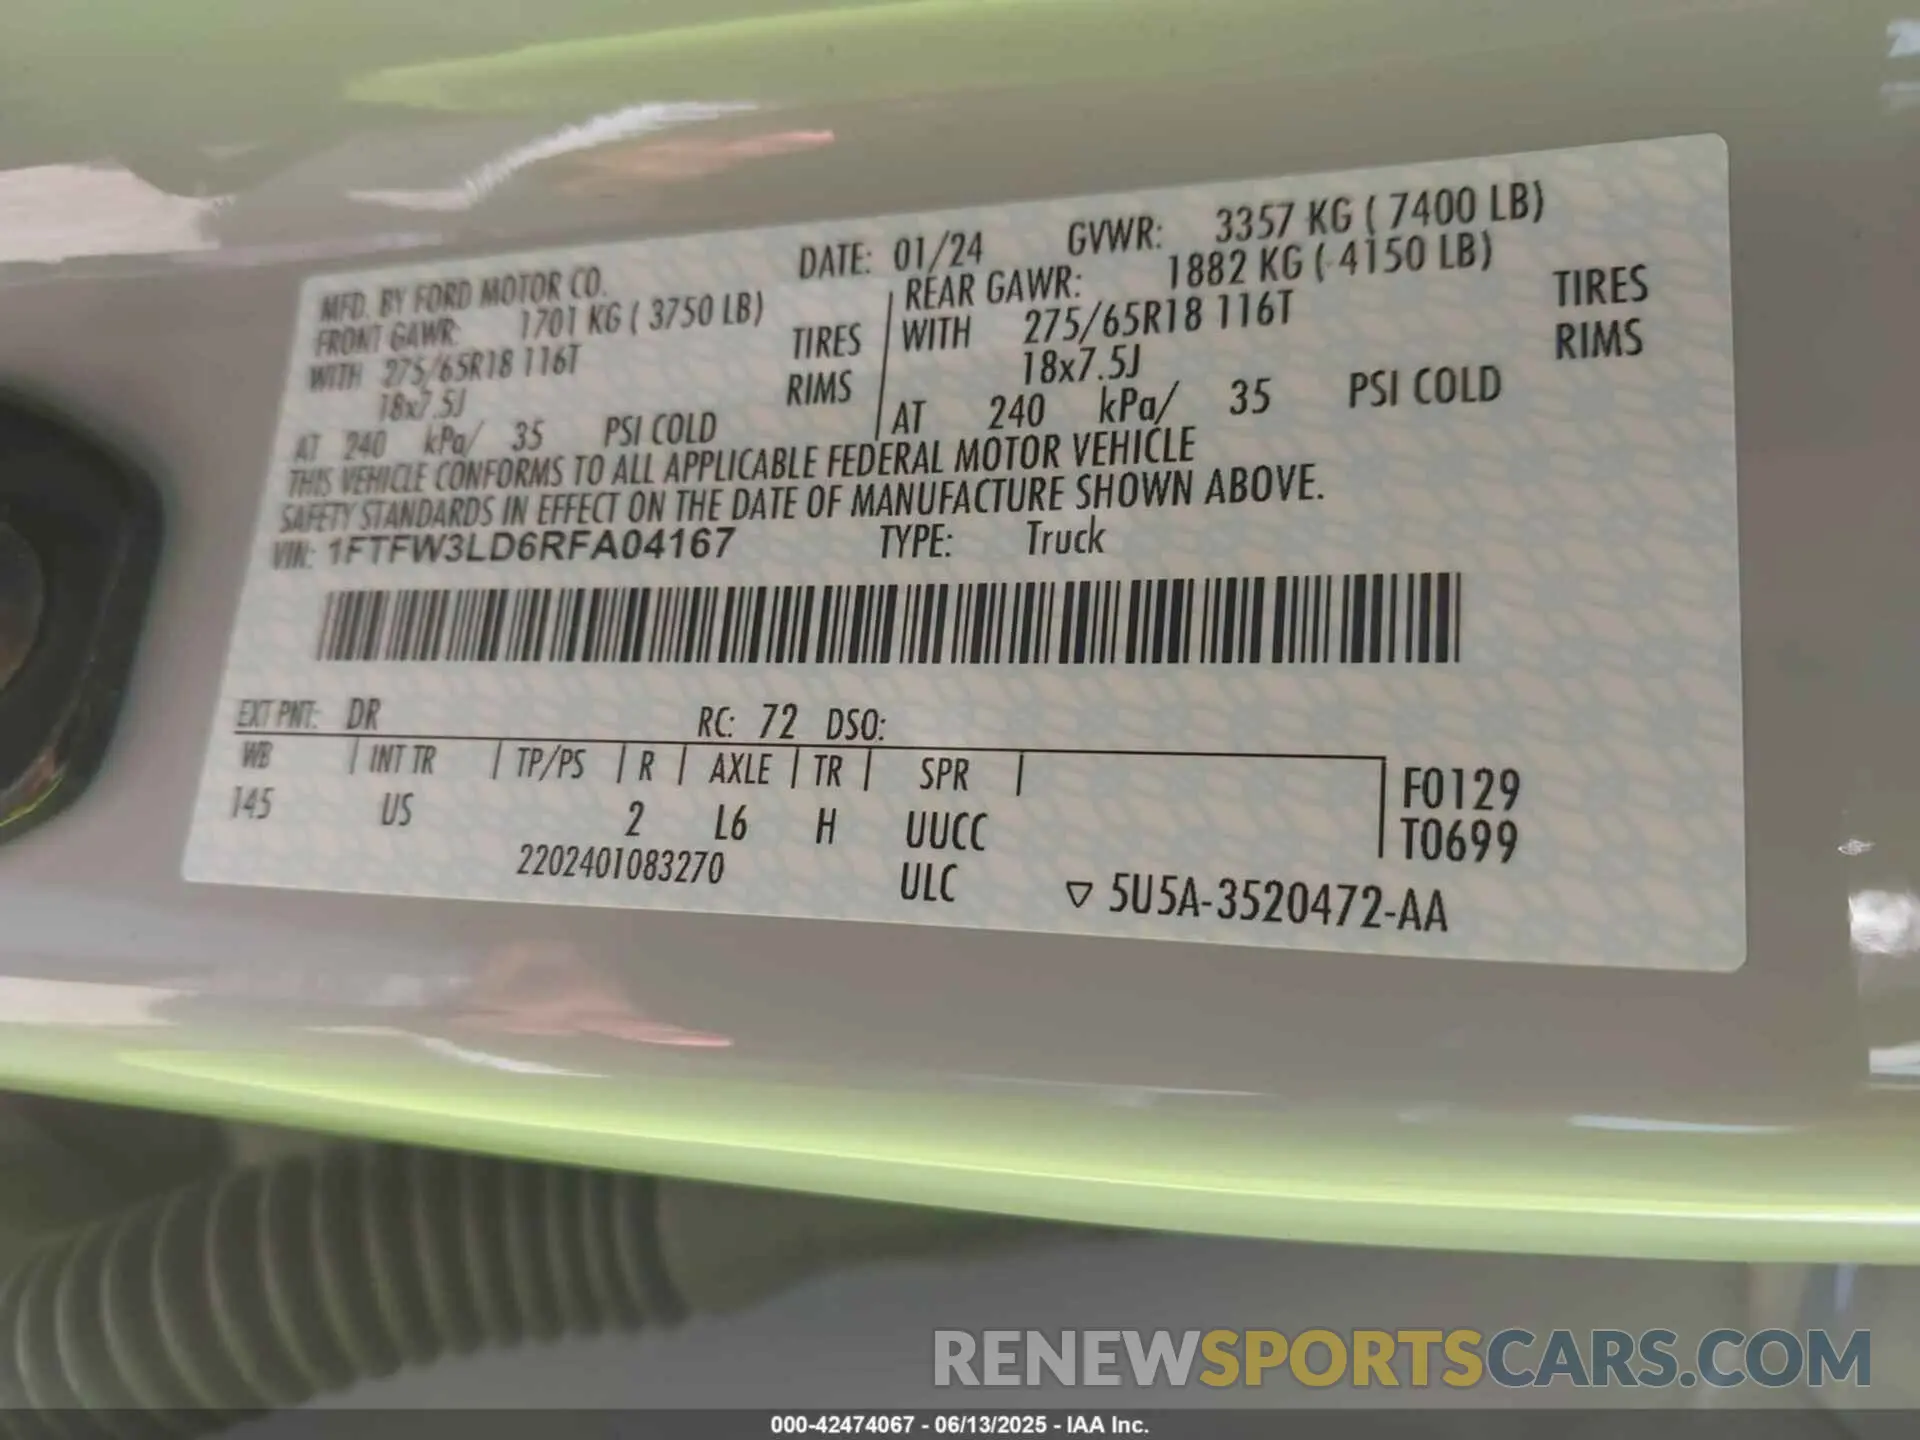 MFD. BY FORD MOTOR CO. DATE: 01/24 GVWR: 3357 KG ( 7400 LB)
FRONT GAWR: 1701 KG ( 3750 LB) REAR GAWR: 1882 KG ( 4150 LB)
WITH 275/65R18 116T TIRES WITH 275/65R18 116T TIRES
18x7.5J RIMS 18x7.5J RIMS
AT 240 kPa/ 35 PSI COLD AT 240 kPa/ 35 PSI COLD
THIS VEHICLE CONFORMS TO ALL APPLICABLE FEDERAL MOTOR VEHICLE
SAFETY STANDARDS IN EFFECT ON THE DATE OF MANUFACTURE SHOWN ABOVE.
VIN: 1FTFW3LD6RFA04167 TYPE: Truck
EXT PNT: DR RC: 72 DSO:
WB INT TR TP/PS R AXLE TR SPR F0129
145 US 2 L6 H UUCC T0699
2202401083270 ULC ▽ 5U5A-3520472-AA
RENEWSPORTSCARS.COM
000-42474067 - 06/13/2025 - IAA Inc.